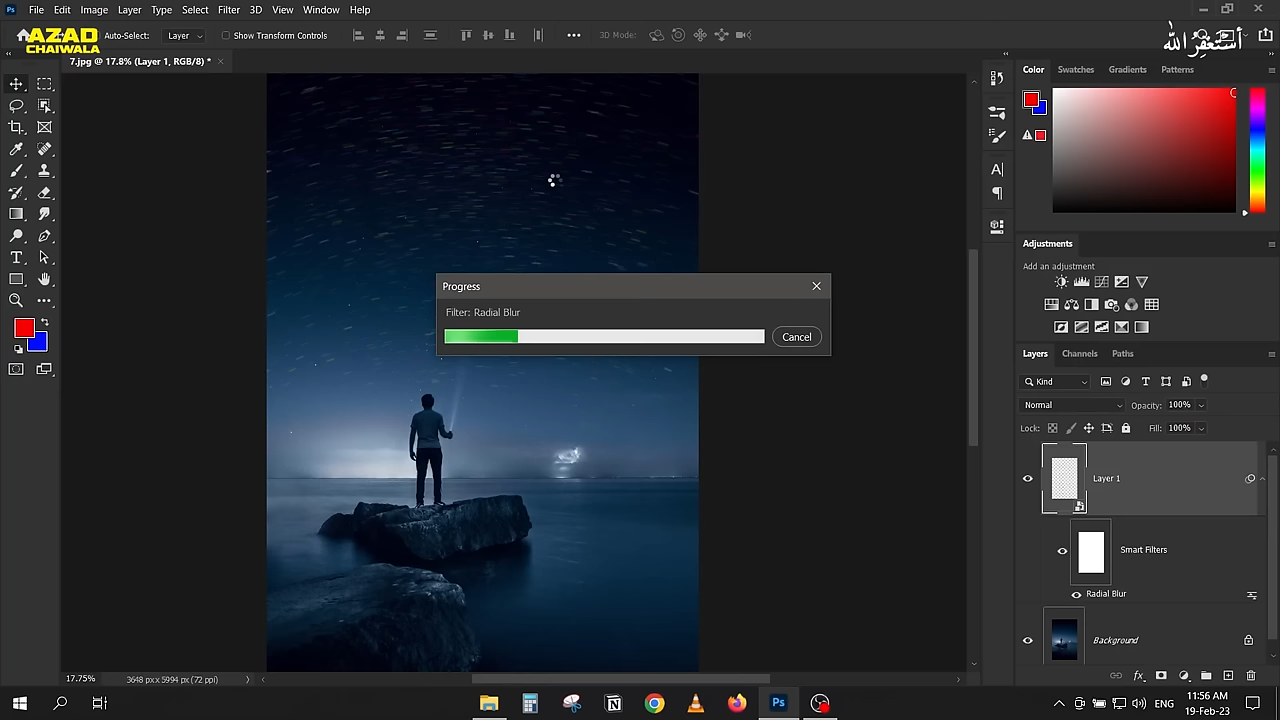 File Edit Image Layer Type Select Filter 3D View Window Help
AZAD
CHAIWALA
Auto-Select: Layer Show Transform Controls 3D Mode:
أستغفر الله
7.jpg @ 17.8% (Layer 1, RGB/8) *
Color Swatches Gradients Patterns
Adjustments
Add an adjustment
Progress
Filter: Radial Blur
Cancel
Layers Channels Paths
Kind
Normal Opacity: 100%
Lock: Fill: 100%
Layer 1
Smart Filters
Radial Blur
Background
17.75% 3648 px x 5994 px (72 ppi)
Ps
ENG
11:56 AM
19-Feb-23